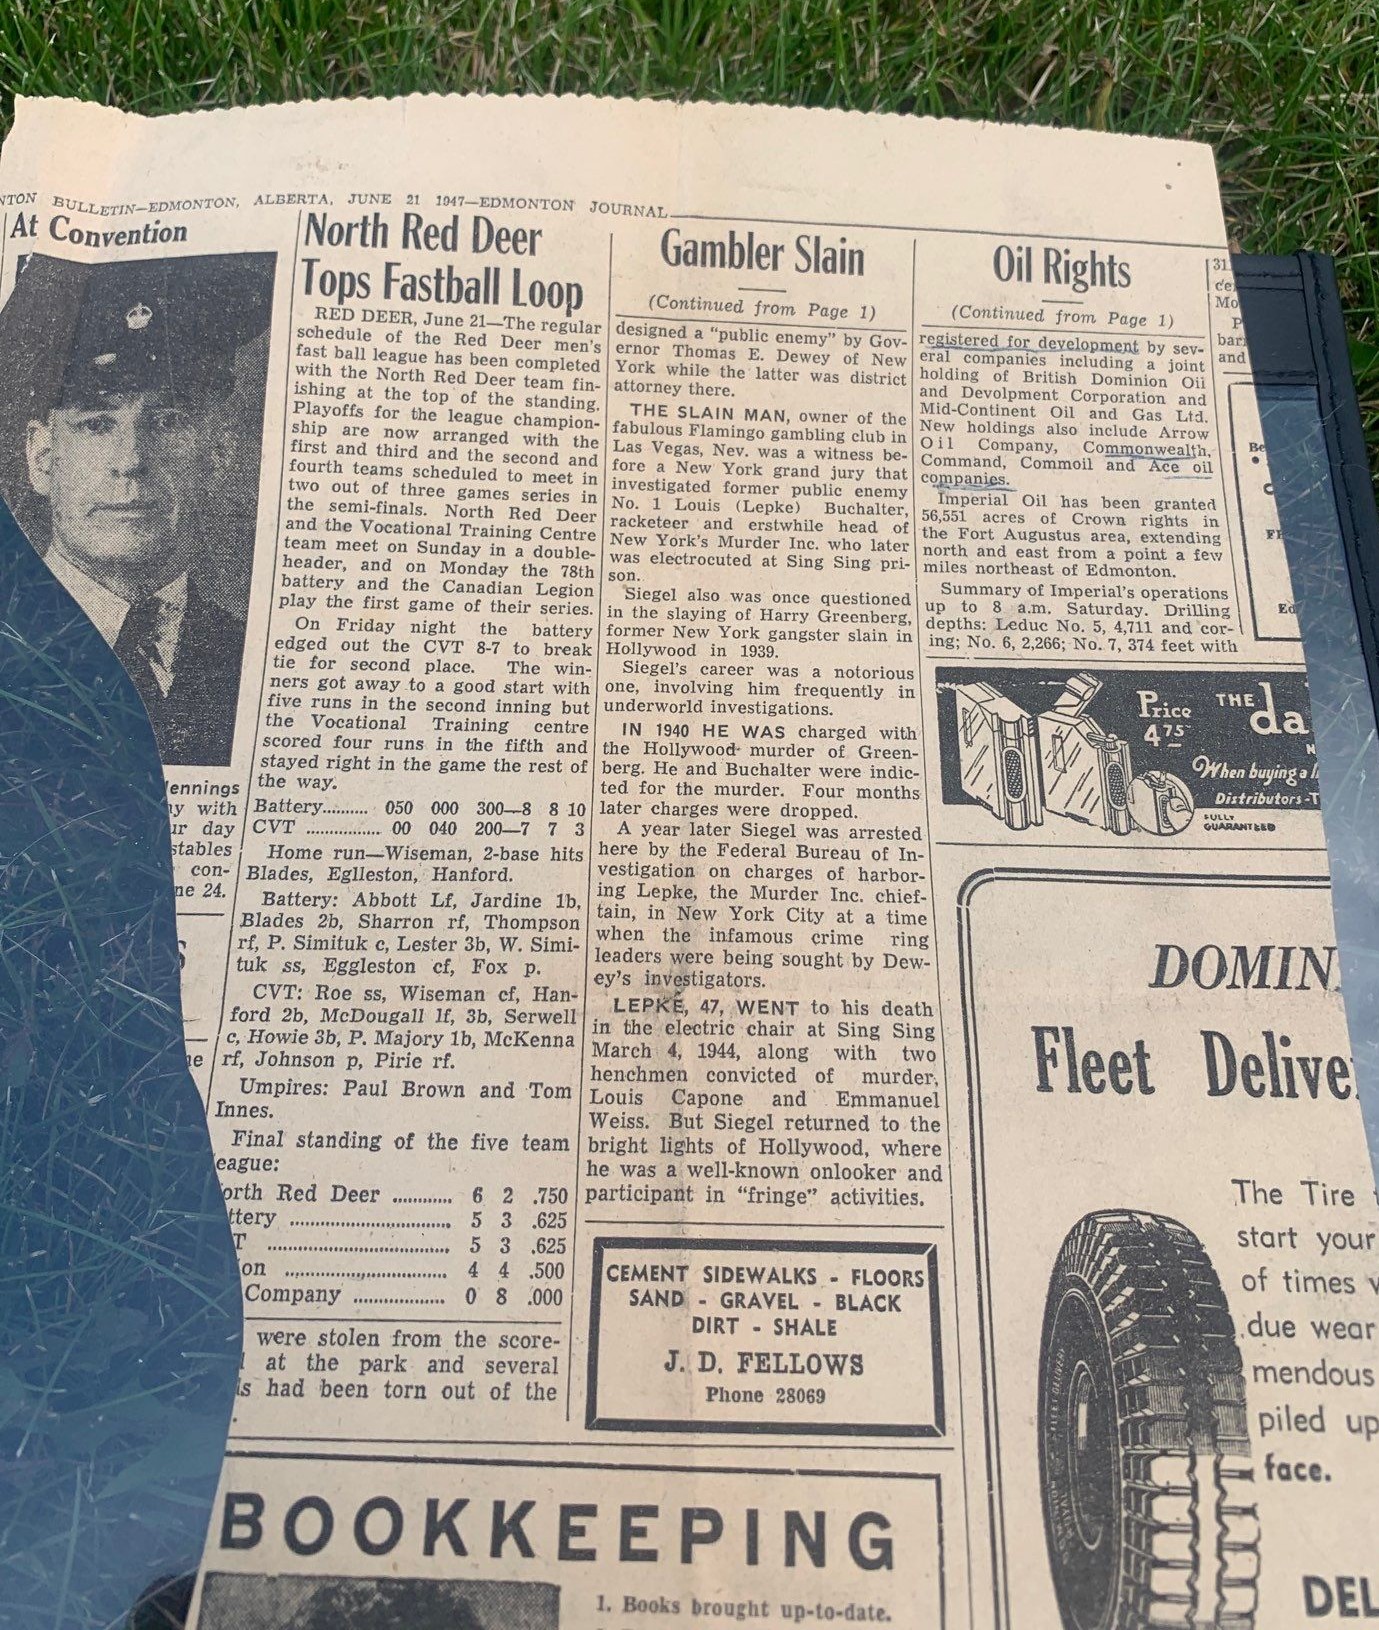 BULLETIN—EDMONTON, ALBERTA, JUNE 21 1947—EDMONTON JOURNAL
At Convention
ennings
with
day
stables
con-
ne 24.
North Red Deer
Tops Fastball Loop
RED DEER, June 21—The regular
schedule of the Red Deer men's
fast ball league has been completed
with the North Red Deer team fin-
ishing at the top of the standing.
Playoffs for the league champion-
ship are now arranged with the
first and third and the second and
fourth teams scheduled to meet in
two out of three games series in
the semi-finals. North Red Deer
and the Vocational Training Centre
team meet on Sunday in a double-
header, and on Monday the 78th
battery and the Canadian Legion
play the first game of their series.
On Friday night the battery
edged out the CVT 8-7 to break
tie for second place. The win-
ners got away to a good start with
five runs in the second inning but
the Vocational Training centre
scored four runs in the fifth and
stayed right in the game the rest of
the way.
Battery.......... 050 000 300—8 8 10
CVT ............... 00 040 200—7 7 3
Home run—Wiseman, 2-base hits
Blades, Eglleston, Hanford.
Battery: Abbott Lf, Jardine 1b,
Blades 2b, Sharron rf, Thompson
rf, P. Simituk c, Lester 3b, W. Simi-
tuk ss, Eggleston cf, Fox p.
CVT: Roe ss, Wiseman cf, Han-
ford 2b, McDougall lf, 3b, Serwell
c, Howie 3b, P. Majory 1b, McKenna
rf, Johnson p, Pirie rf.
Umpires: Paul Brown and Tom
Innes.
Final standing of the five team
eague:
orth Red Deer ............ 6 2 .750
ttery ................................. 5 3 .625
T ..................................... 5 3 .625
on ................................. 4 4 .500
Company .................. 0 8 .000
were stolen from the score-
at the park and several
s had been torn out of the
Gambler Slain
(Continued from Page 1)
designed a "public enemy" by Gov-
ernor Thomas E. Dewey of New
York while the latter was district
attorney there.
THE SLAIN MAN, owner of the
fabulous Flamingo gambling club in
Las Vegas, Nev. was a witness be-
fore a New York grand jury that
investigated former public enemy
No. 1 Louis (Lepke) Buchalter,
racketeer and erstwhile head of
New York's Murder Inc. who later
was electrocuted at Sing Sing pri-
son.
Siegel also was once questioned
in the slaying of Harry Greenberg,
former New York gangster slain in
Hollywood in 1939.
Siegel's career was a notorious
one, involving him frequently in
underworld investigations.
IN 1940 HE WAS charged with
the Hollywood murder of Green-
berg. He and Buchalter were indic-
ted for the murder. Four months
later charges were dropped.
A year later Siegel was arrested
here by the Federal Bureau of In-
vestigation on charges of harbor-
ing Lepke, the Murder Inc. chief-
tain, in New York City at a time
when the infamous crime ring
leaders were being sought by Dew-
ey's investigators.
LEPKE, 47, WENT to his death
in the electric chair at Sing Sing
March 4, 1944, along with two
henchmen convicted of murder,
Louis Capone and Emmanuel
Weiss. But Siegel returned to the
bright lights of Hollywood, where
he was a well-known onlooker and
participant in "fringe" activities.
CEMENT SIDEWALKS - FLOORS
SAND - GRAVEL - BLACK
DIRT - SHALE
J. D. FELLOWS
Phone 28069
BOOKKEEPING
1. Books brought up-to-date.
Oil Rights
(Continued from Page 1)
registered for development by sev-
eral companies including a joint
holding of British Dominion Oii
and Devolpment Corporation and
Mid-Continent Oil and Gas Ltd.
New holdings also include Arrow
Oil Company, Commonwealth,
Command, Commoil and Ace oil
companies.
Imperial Oil has been granted
56,551 acres of Crown rights in
the Fort Augustus area, extending
north and east from a point a few
miles northeast of Edmonton.
Summary of Imperial's operations
up to 8 a.m. Saturday. Drilling
depths: Leduc No. 5, 4,711 and cor-
ing; No. 6, 2,266; No. 7, 374 feet with
Price
4.75
THE
da
When buying a
Distributors-T
FULLY
GUARANTEED
DOMIN
Fleet Delive
The Tire
start your
of times
due wear
mendous
piled up
face.
DEL
31
Mo
P
and
Be
Ed